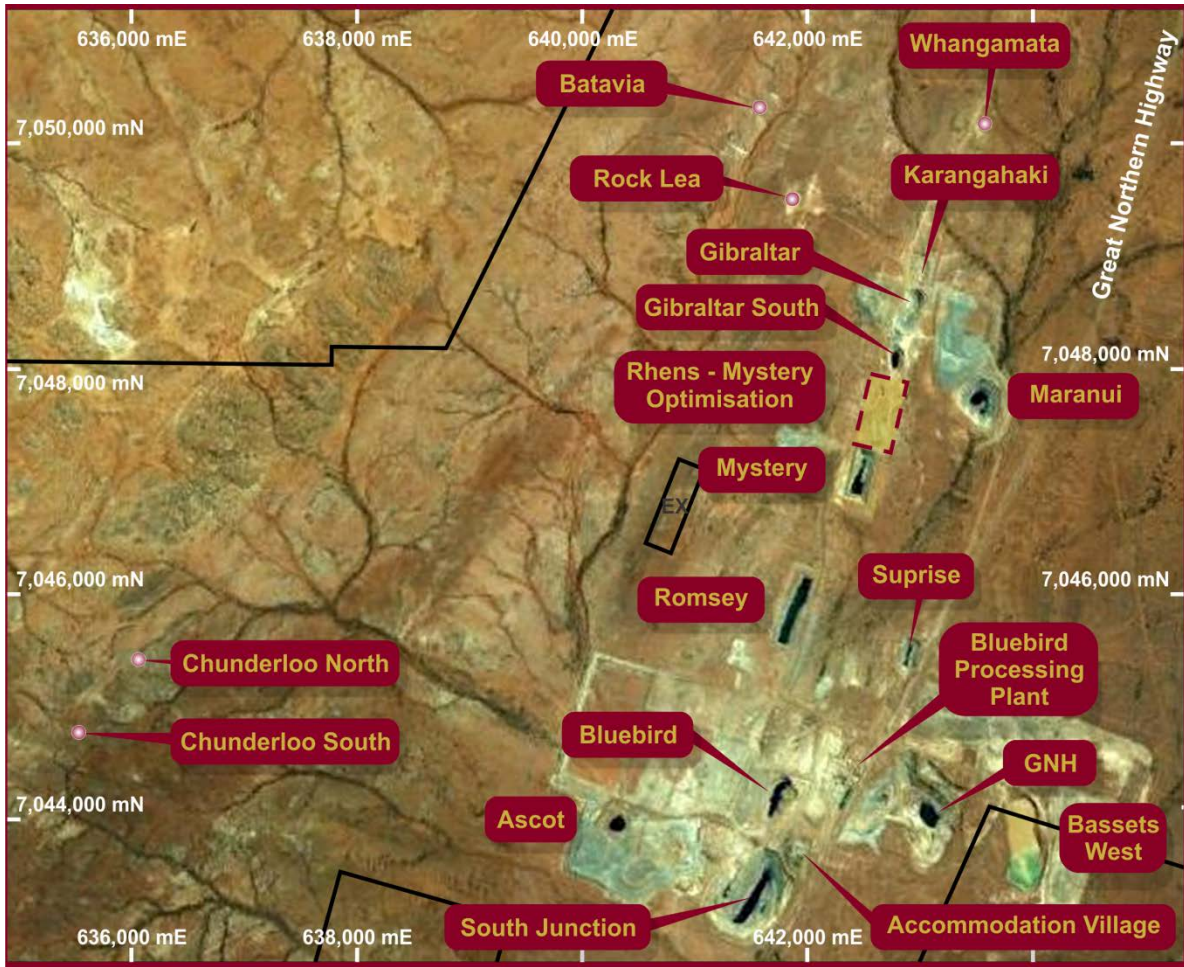 636,000 mE
638,000 mE
640,000 mE
642,000 mE
Whangamata
Batavia
Great Northern Highway
7,050,000 mN
Rock Lea
Karangahaki
Gibraltar
Gibraltar South
7,048,000 mN
7,048,000 mN
Rhens - Mystery
Optimisation
Maranui
Mystery
EX
7,046,000 mN
7,046,000 mN
Suprise
Romsey
Bluebird
Processing
Plant
Chunderloo North
Chunderloo South
Bluebird
GNH
7,044,000 mN
Ascot
Bassets
West
South Junction
Accommodation Village
636,000 mE
638,000 mE
642,000 mE